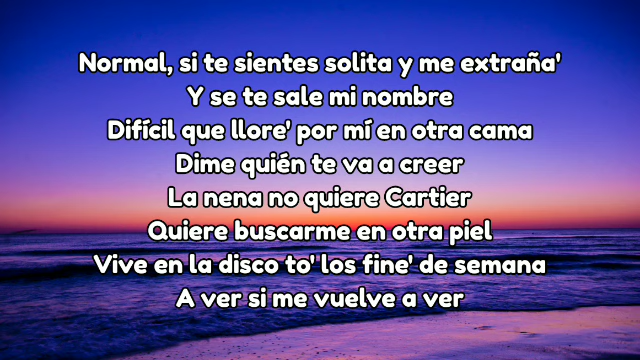 Normal, si te sientes solita y me extraña'
Y se te sale mi nombre
Difícil que llore' por mí en otra cama
Dime quién te va a creer
La nena no quiere Cartier
Quiere buscarme en otra piel
Vive en la disco to' los fine' de semana
A ver si me vuelve a ver